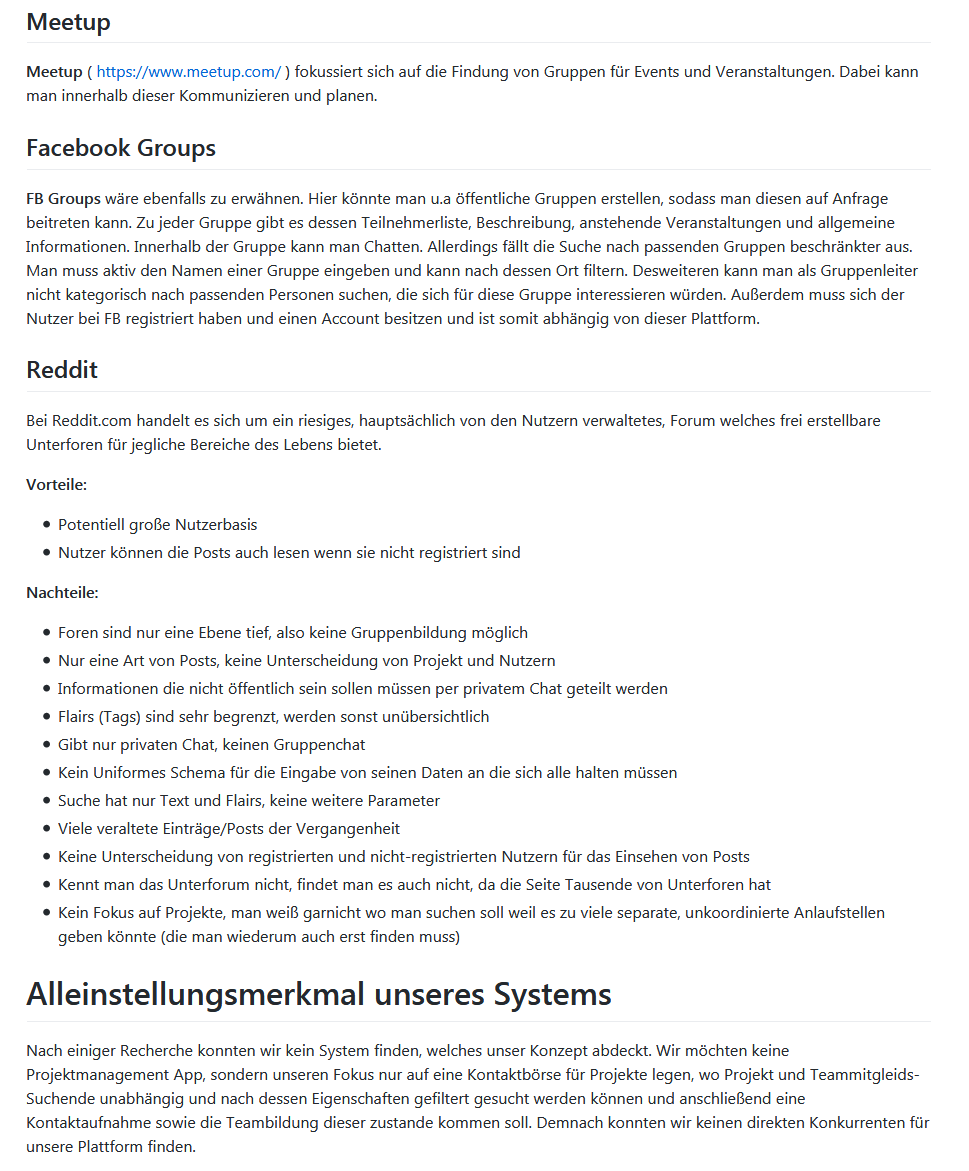 Meetup
Meetup ( https://www.meetup.com/ ) fokussiert sich auf die Findung von Gruppen für Events und Veranstaltungen. Dabei kann
man innerhalb dieser Kommunizieren und planen.
Facebook Groups
FB Groups wäre ebenfalls zu erwähnen. Hier könnte man u.a öffentliche Gruppen erstellen, sodass man diesen auf Anfrage
beitreten kann. Zu jeder Gruppe gibt es dessen Teilnehmerliste, Beschreibung, anstehende Veranstaltungen und allgemeine
Informationen. Innerhalb der Gruppe kann man Chatten. Allerdings fällt die Suche nach passenden Gruppen beschränkter aus.
Man muss aktiv den Namen einer Gruppe eingeben und kann nach dessen Ort filtern. Desweiteren kann man als Gruppenleiter
nicht kategorisch nach passenden Personen suchen, die sich für diese Gruppe interessieren würden. Außerdem muss sich der
Nutzer bei FB registriert haben und einen Account besitzen und ist somit abhängig von dieser Plattform.
Reddit
Bei Reddit.com handelt es sich um ein riesiges, hauptsächlich von den Nutzern verwaltetes, Forum welches frei erstellbare
Unterforen für jegliche Bereiche des Lebens bietet.
Vorteile:
• Potentiell große Nutzerbasis
• Nutzer können die Posts auch lesen wenn sie nicht registriert sind
Nachteile:
• Foren sind nur eine Ebene tief, also keine Gruppenbildung möglich
• Nur eine Art von Posts, keine Unterscheidung von Projekt und Nutzern
• Informationen die nicht öffentlich sein sollen müssen per privatem Chat geteilt werden
• Flairs (Tags) sind sehr begrenzt, werden sonst unübersichtlich
• Gibt nur privaten Chat, keinen Gruppenchat
• Kein Uniformes Schema für die Eingabe von seinen Daten an die sich alle halten müssen
• Suche hat nur Text und Flairs, keine weitere Parameter
• Viele veraltete Einträge/Posts der Vergangenheit
• Keine Unterscheidung von registrierten und nicht-registrierten Nutzern für das Einsehen von Posts
• Kennt man das Unterforum nicht, findet man es auch nicht, da die Seite Tausende von Unterforen hat
• Kein Fokus auf Projekte, man weiß garnicht wo man suchen soll weil es zu viele separate, unkoordinierte Anlaufstellen
geben könnte (die man wiederum auch erst finden muss)
Alleinstellungsmerkmal unseres Systems
Nach einiger Recherche konnten wir kein System finden, welches unser Konzept abdeckt. Wir möchten keine
Projektmanagement App, sondern unseren Fokus nur auf eine Kontaktbörse für Projekte legen, wo Projekt und Teammitgleids-
Suchende unabhängig und nach dessen Eigenschaften gefiltert gesucht werden können und anschließend eine
Kontaktaufnahme sowie die Teambildung dieser zustande kommen soll. Demnach konnten wir keinen direkten Konkurrenten für
unsere Plattform finden.